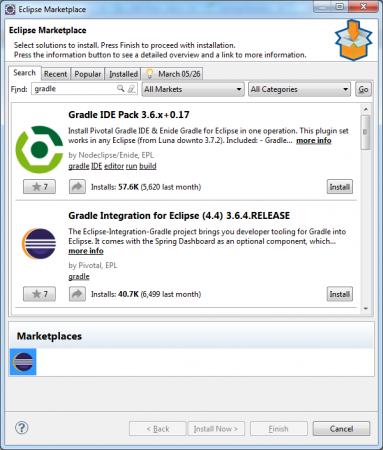 Eclipse Marketplace
Eclipse Marketplace
Select solutions to install. Press Finish to proceed with installation.
Press the information button to see a detailed overview and a link to more information.
Search Recent Popular Installed March 05/26
Find: gradle All Markets All Categories Go
Gradle IDE Pack 3.6.x+0.17
Install Pivotal Gradle IDE & Enide Gradle for Eclipse in one operation. This plugin set
works in any Eclipse (from Luna downto 3.7.2). Included: - Gradle... more info
by Nodeclipse/Enide, EPL
gradle IDE editor run build
7 Installs: 57.6K (5,620 last month) Install
Gradle Integration for Eclipse (4.4) 3.6.4.RELEASE
The Eclipse-Integration-Gradle project brings you developer tooling for Gradle into
Eclipse. It comes with the Spring Dashboard as an optional component, which...
more info
by Pivotal, EPL
gradle
7 Installs: 40.7K (6,499 last month) Install
Marketplaces
? < Back Install Now > Finish Cancel